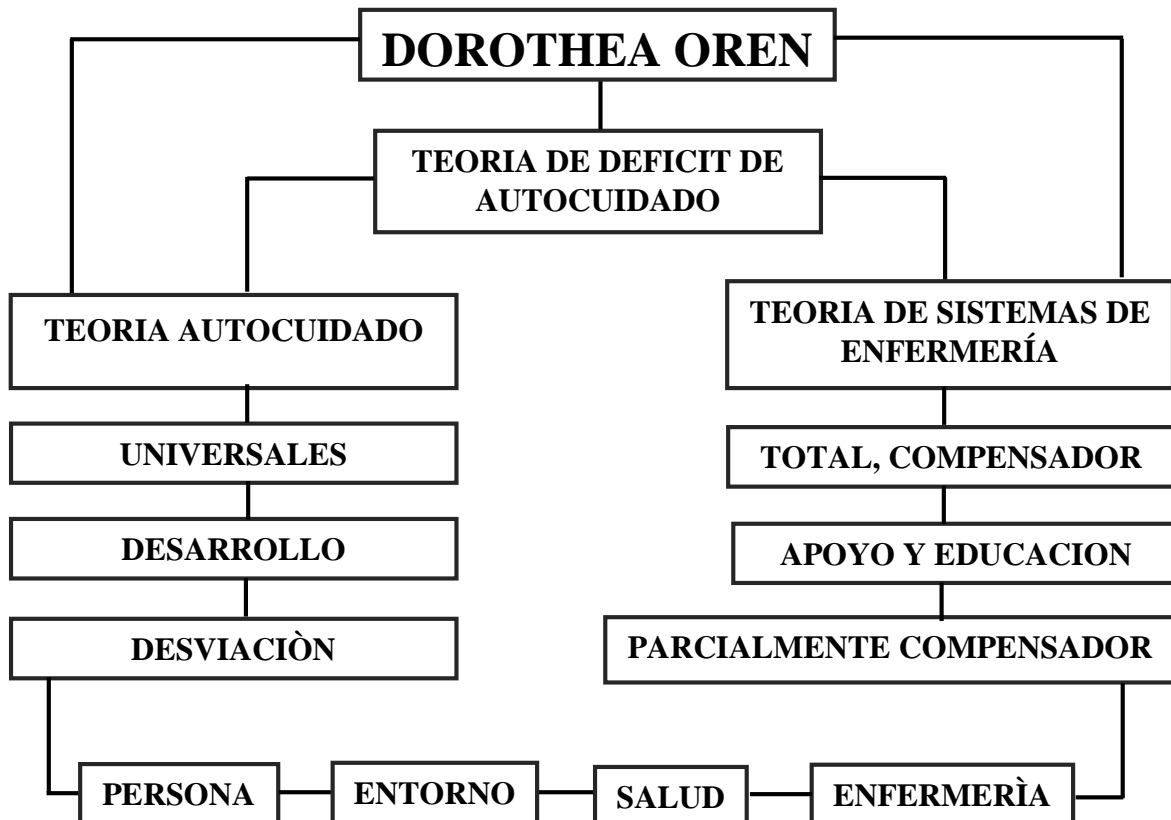 DOROTHEA OREN
TEORIA DE DEFICIT DE
AUTOCUIDADO
TEORIA AUTOCUIDADO
TEORIA DE SISTEMAS DE
ENFERMERÍA
UNIVERSALES
TOTAL, COMPENSADOR
DESARROLLO
APOYO Y EDUCACION
DESVIACIÒN
PARCIALMENTE COMPENSADOR
PERSONA
ENTORNO
SALUD
ENFERMERÌA